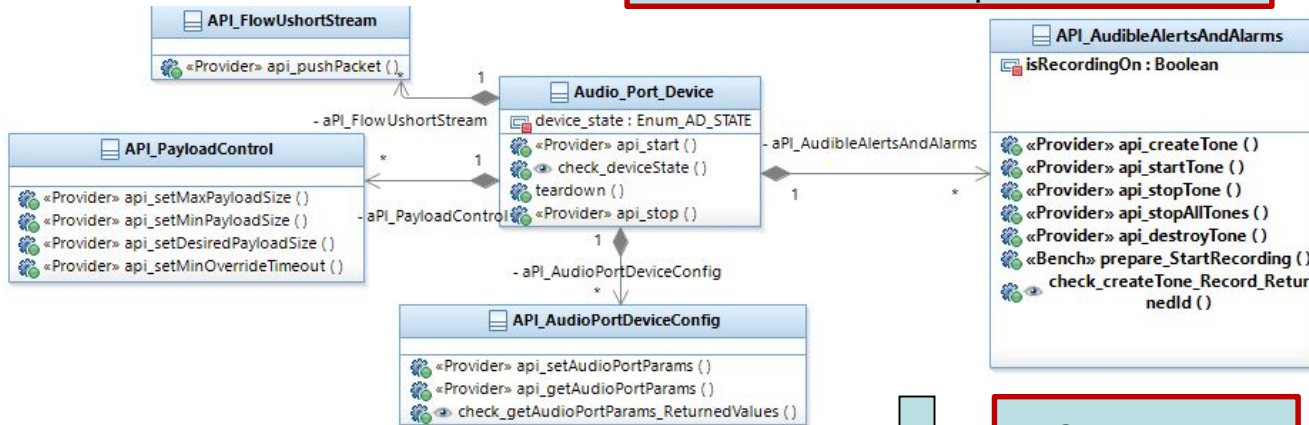 API_FlowUshortStream
«Provider» api_pushPacket ( )
*
1
- aPI_FlowUshortStream
Audio_Port_Device
device_state : Enum_AD_STATE
«Provider» api_start ( )
check_deviceState ( )
teardown ( )
«Provider» api_stop ( )
API_AudibleAlertsAndAlarms
isRecordingOn : Boolean
«Provider» api_createTone ( )
«Provider» api_startTone ( )
«Provider» api_stopTone ( )
«Provider» api_stopAllTones ( )
«Provider» api_destroyTone ( )
«Bench» prepare_StartRecording ( )
check_createTone_Record_Retur
nedId ( )
- aPI_AudibleAlertsAndAlarms
1
*
API_PayloadControl
«Provider» api_setMaxPayloadSize ( )
«Provider» api_setMinPayloadSize ( )
«Provider» api_setDesiredPayloadSize ( )
«Provider» api_setMinOverrideTimeout ( )
*
1
- aPI_PayloadControl
1
- aPI_AudioPortDeviceConfig
*
API_AudioPortDeviceConfig
«Provider» api_setAudioPortParams ( )
«Provider» api_getAudioPortParams ( )
check_getAudioPortParams_ReturnedValues ( )